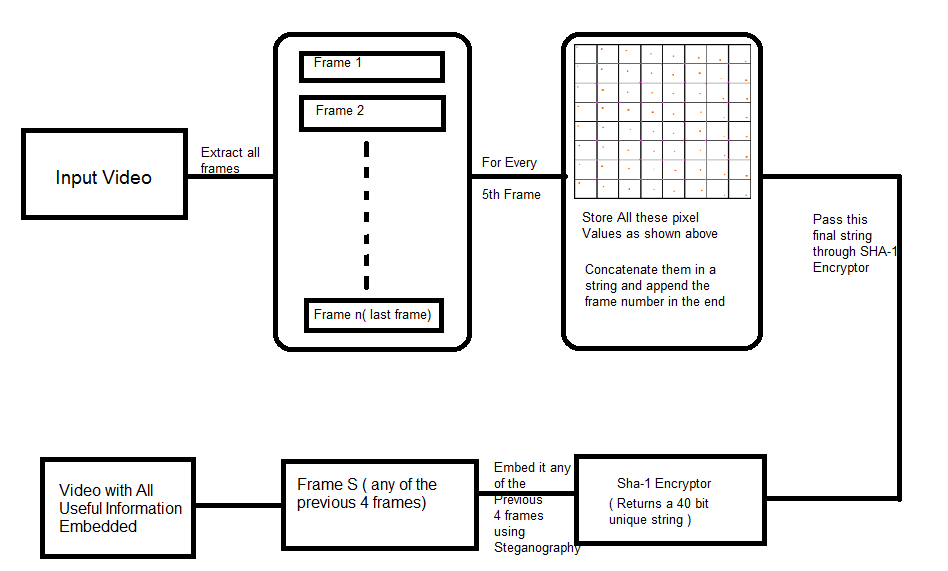 Input Video
Extract all
frames
Frame 1
Frame 2
Frame n( last frame)
For Every
5th Frame
Store All these pixel
Values as shown above
Concatenate them in a
string and append the
frame number in the end
Pass this
final string
through SHA-1
Encryptor
Sha-1 Encryptor
( Returns a 40 bit
unique string )
Embed it any
of the
Previous
4 frames
using
Steganography
Frame S ( any of the
previous 4 frames)
Video with All
Useful Information
Embedded